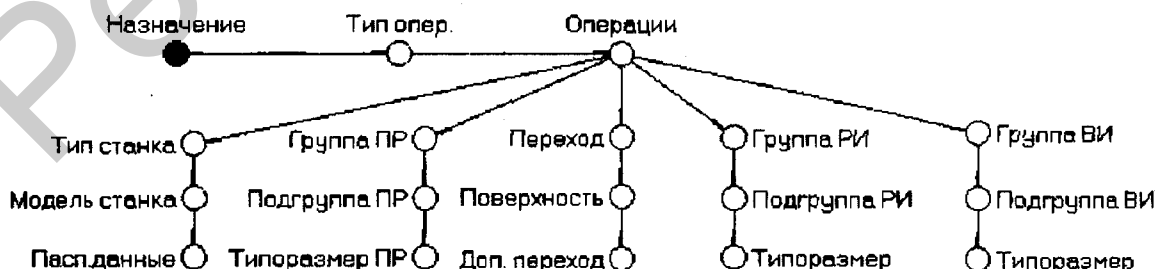 Назначение Тип опер. Операции
Тип станка Группа ПР Переход Группа РИ Группа ВИ
Модель станка Подгруппа ПР Поверхность Подгруппа РИ Подгруппа ВИ
Пасп.данные Типоразмер ПР Доп. переход Типоразмер Типоразмер